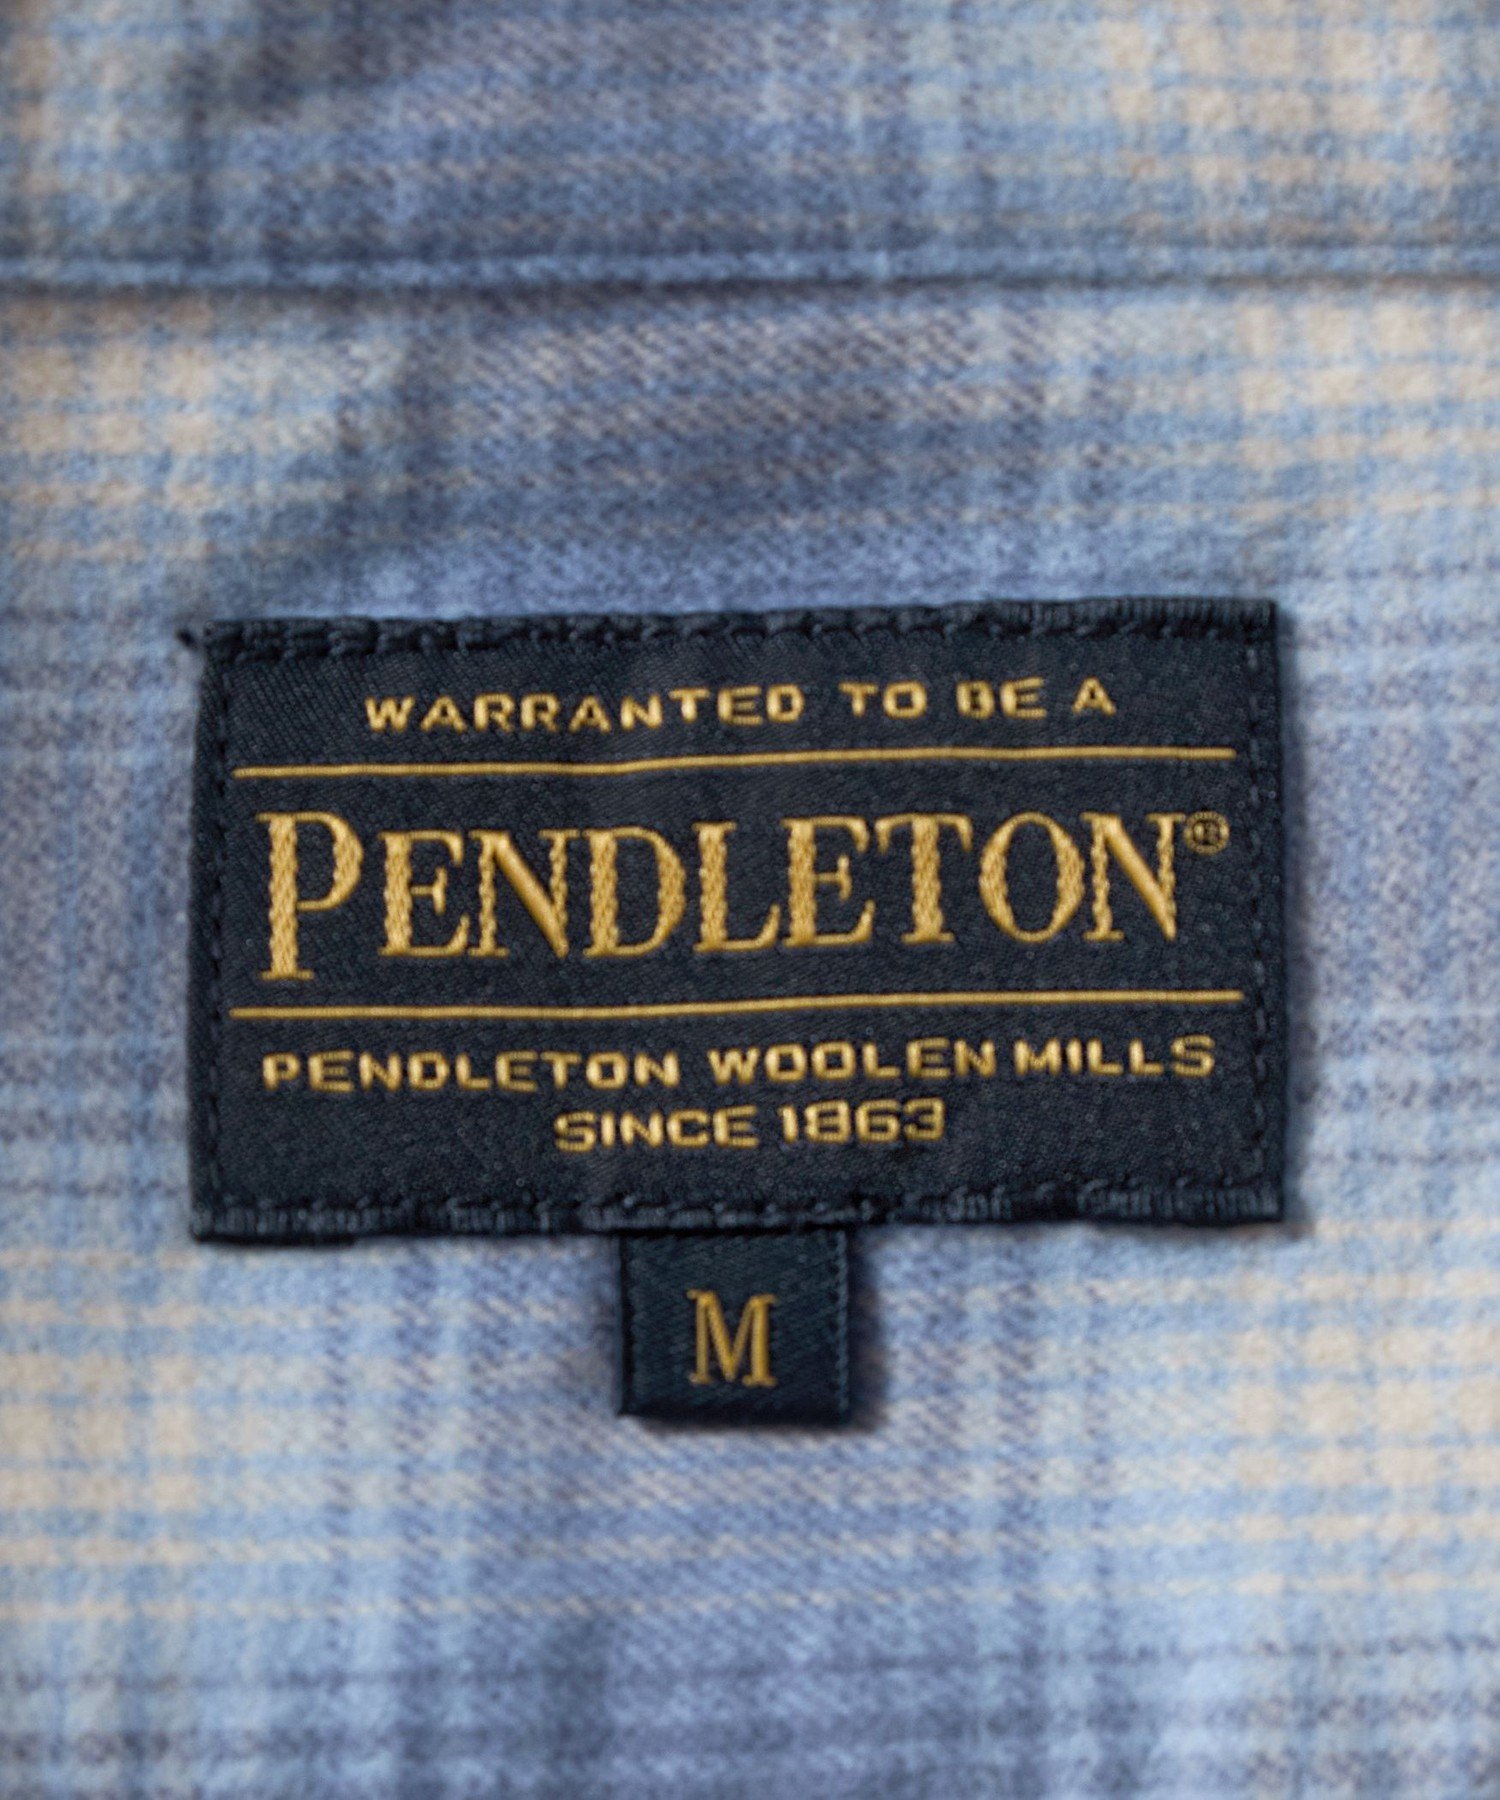 WARRANTED TO BE A
PENDLETON®
PENDLETON WOOLEN MILLS
SINCE 1863
M